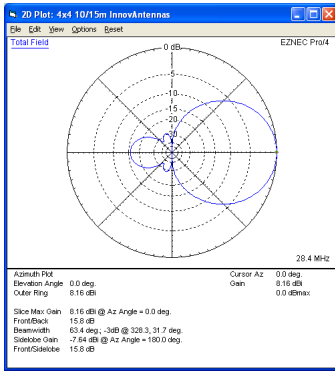 2D Plot: 4x4 10/15m InnovAntennas
File Edit View Options Reset
Total Field
EZNEC Pro/4
0 dB
-5
-10
-15
-20
-30
28.4 MHz
Azimuth Plot
Cursor Az 0.0 deg.
Elevation Angle 0.0 deg.
Gain 8.16 dBi
Outer Ring 8.16 dBi
0.0 dBmax
Slice Max Gain 8.16 dBi @ Az Angle = 0.0 deg.
Front/Back 15.8 dB
Beamwidth 63.4 deg.; -3dB @ 328.3, 31.7 deg.
Sidelobe Gain -7.64 dBi @ Az Angle = 180.0 deg.
Front/Sidelobe 15.8 dB